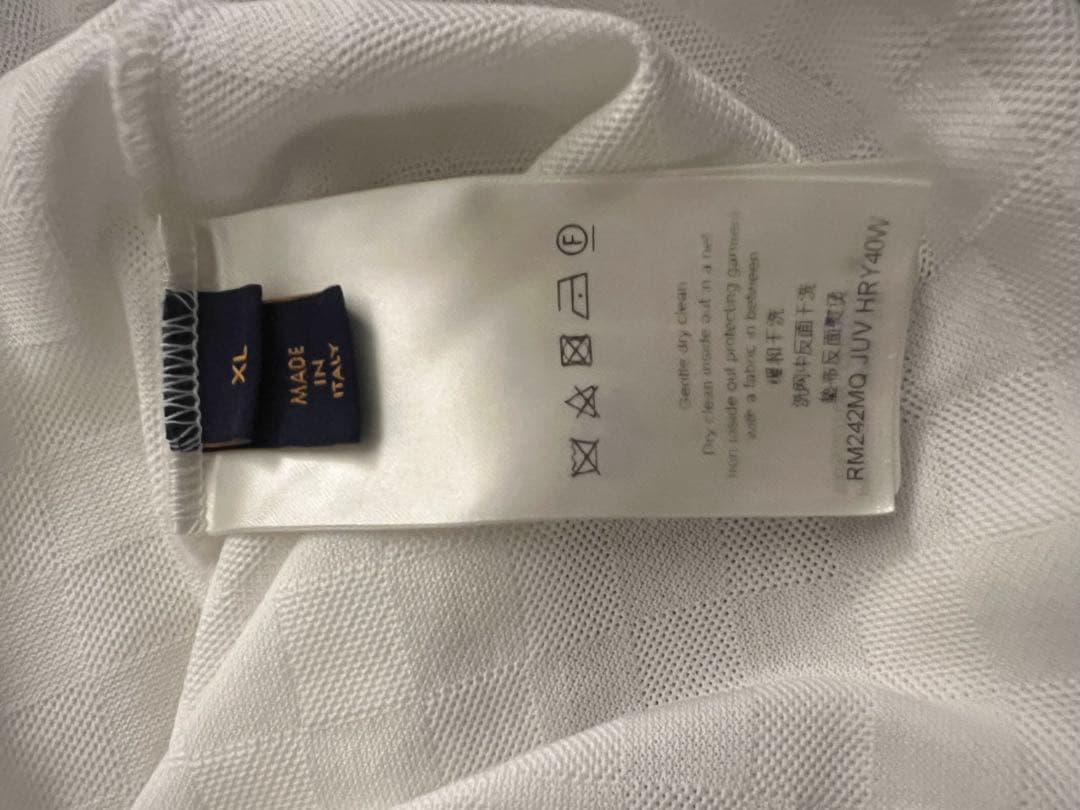 XL
MADE
IN
ITALY
F
Gentle dry clean
Dry clean inside out in a net
Iron inside out protecting garment
with a fabric in between
缓和干洗
洗网中反面干洗
垫布反面熨烫
RM242MQ JUV HRY40W